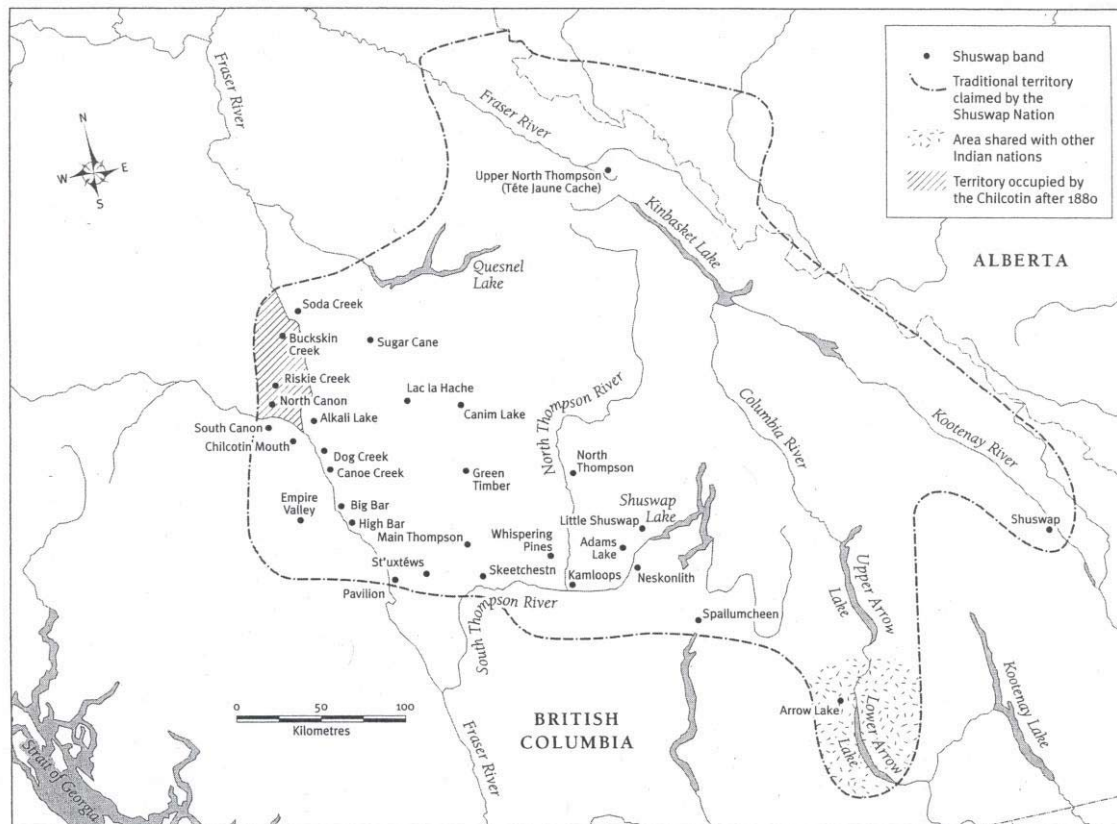 Shuswap band
Traditional territory
claimed by the
Shuswap Nation
Area shared with other
Indian nations
Territory occupied by
the Chilcotin after 1880
N
W
E
S
Fraser River
Fraser River
Upper North Thompson
(Tête Jaune Cache)
Kinbasket Lake
ALBERTA
Quesnel
Lake
Soda Creek
Buckskin
Creek
Sugar Cane
Riskie Creek
North Canon
Lac la Hache
Canim Lake
Alkali Lake
South Canon
Chilcotin Mouth
Dog Creek
Canoe Creek
Green
Timber
North Thompson River
North
Thompson
Columbia River
Kootenay River
Empire
Valley
Big Bar
High Bar
Main Thompson
Whispering
Pines
Little Shuswap
Shuswap
Lake
Adams
Lake
Shuswap
St'uxtéws
Skeetchestn
Kamloops
Neskonlith
Pavilion
South Thompson River
Spallumcheen
Upper Arrow
Lake
Arrow Lake
Lower Arrow
Lake
Kootenay Lake
0
50
100
Kilometres
BRITISH
COLUMBIA
Fraser River
Strait of Georgia